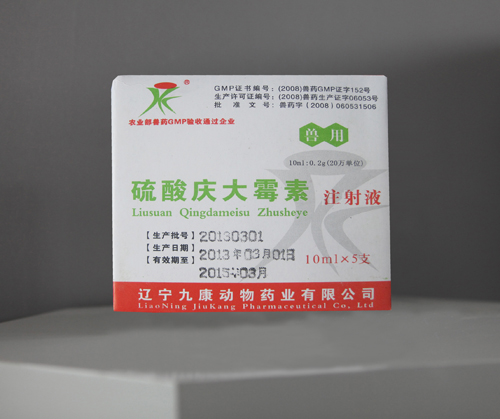 ®
GMP证书编号:(2008)兽药GMP证字152号
生产许可证编号:(2008)兽药生产证字06053号
批 准 文 号:兽药字(2008)060531506
农业部兽药GMP验收通过企业
兽用
10ml:0.2g(20万单位)
硫酸庆大霉素 注射液
Liusuan Qingdameisu Zhusheye
【生产批号】20130301
【生产日期】2013年03月01日
【有效期至】2015年03月
10ml×5支
辽宁九康动物药业有限公司
LiaoNing JiuKang Pharmaceutical Co, Ltd